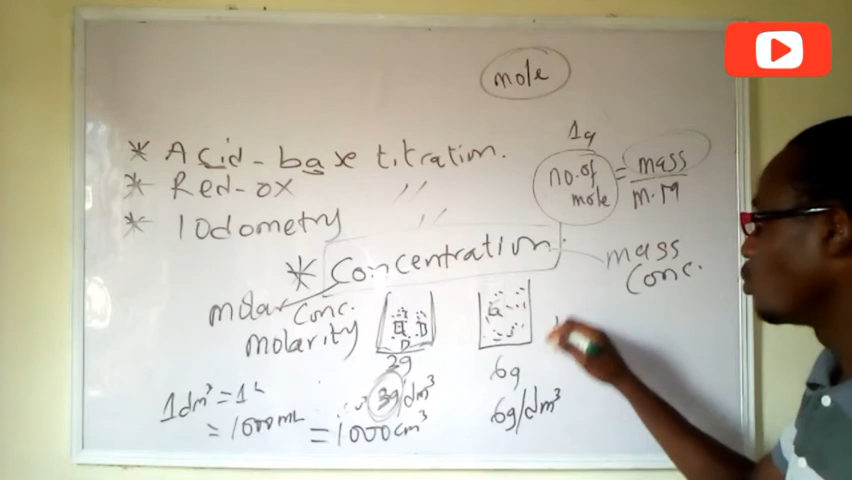 mole
* Acid-base titration.
* Red-ox
* Iodometry
1g
no. of mole = mass / M.M
* Concentration
mass conc.
molar conc.
molarity
2g
6g
3g/dm³
6g/dm³
1dm³ = 1L
= 1000mL = 1000cm³